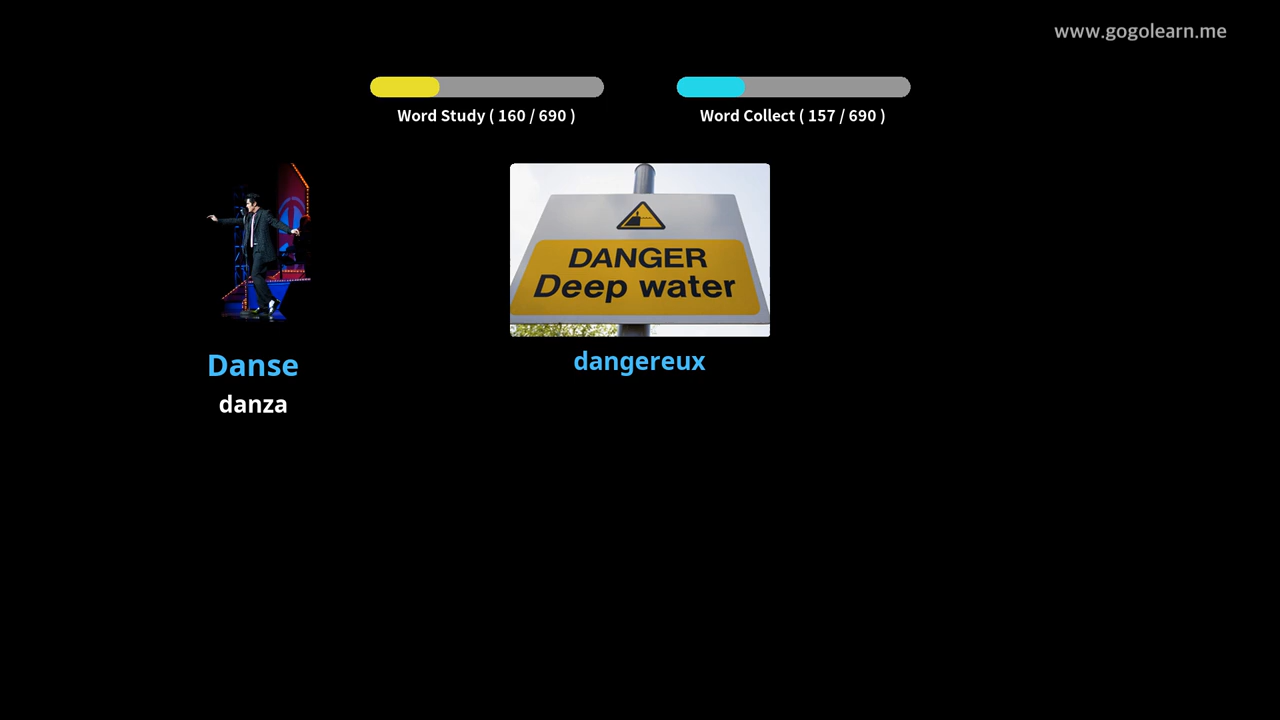 www.gogolearn.me
Word Study ( 160 / 690 )
Word Collect ( 157 / 690 )
DANGER
Deep water
Danse
danza
dangereux